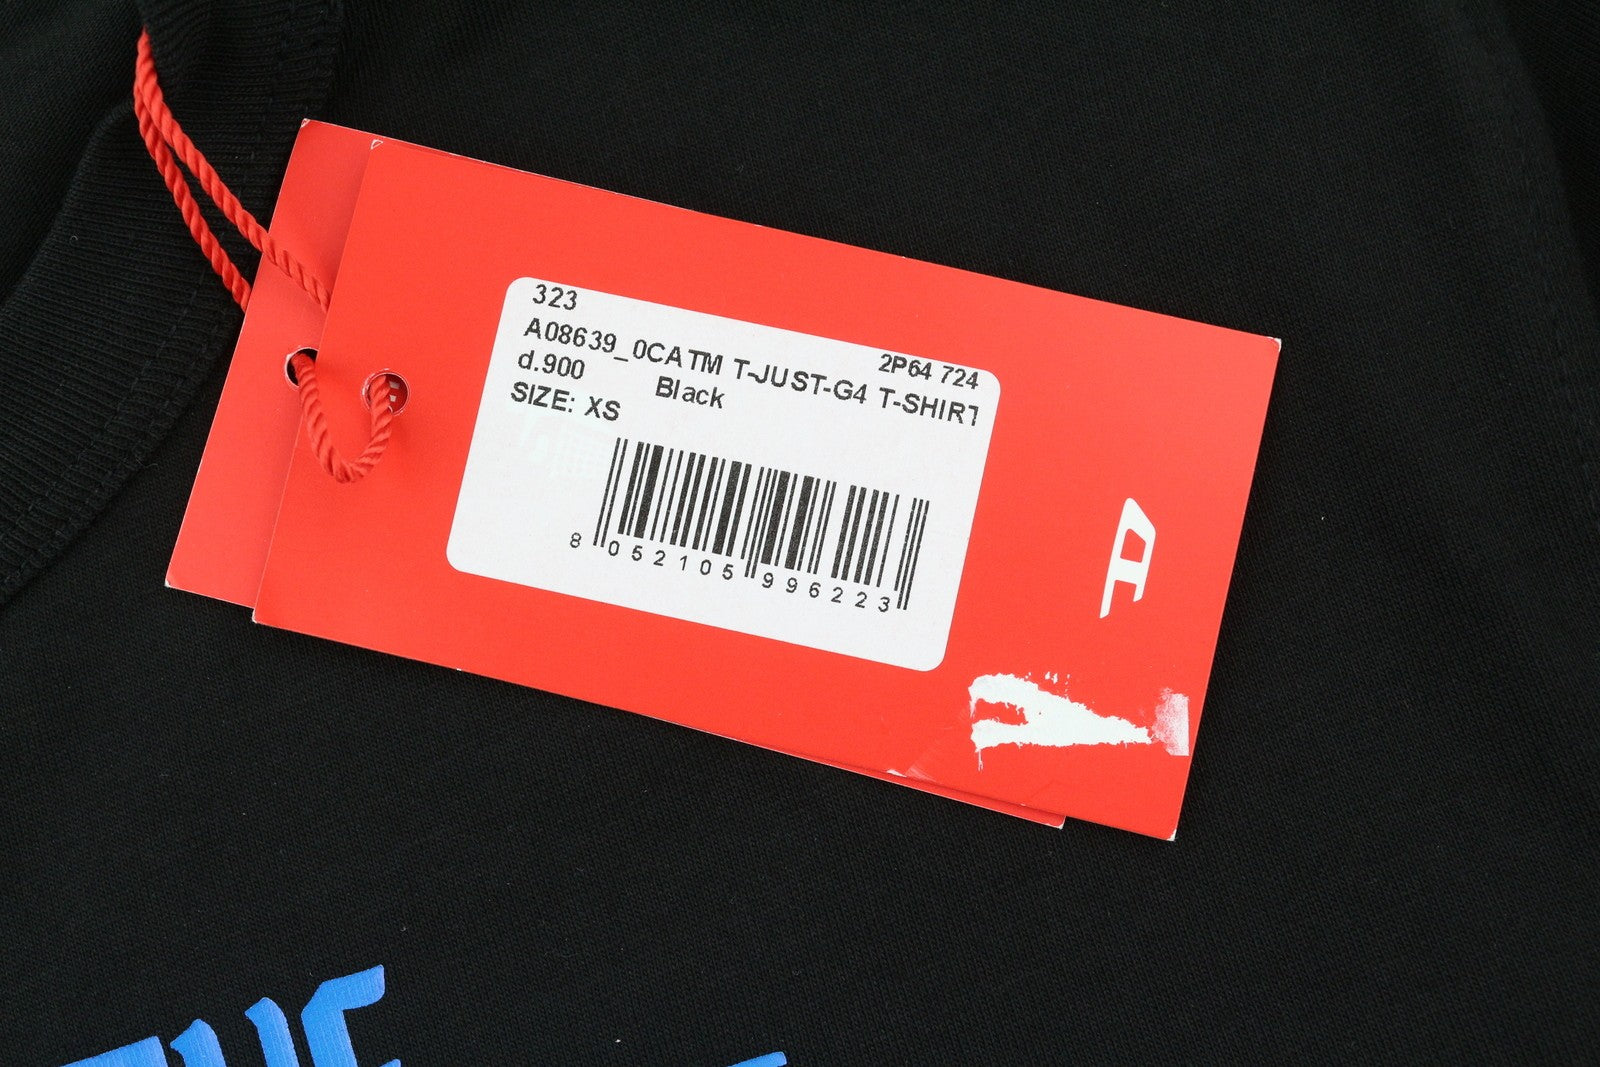 323
2P64 724
A08639_0CATM T-JUST-G4 T-SHIRT
d.900 Black
SIZE: XS
8 052105 996223
D